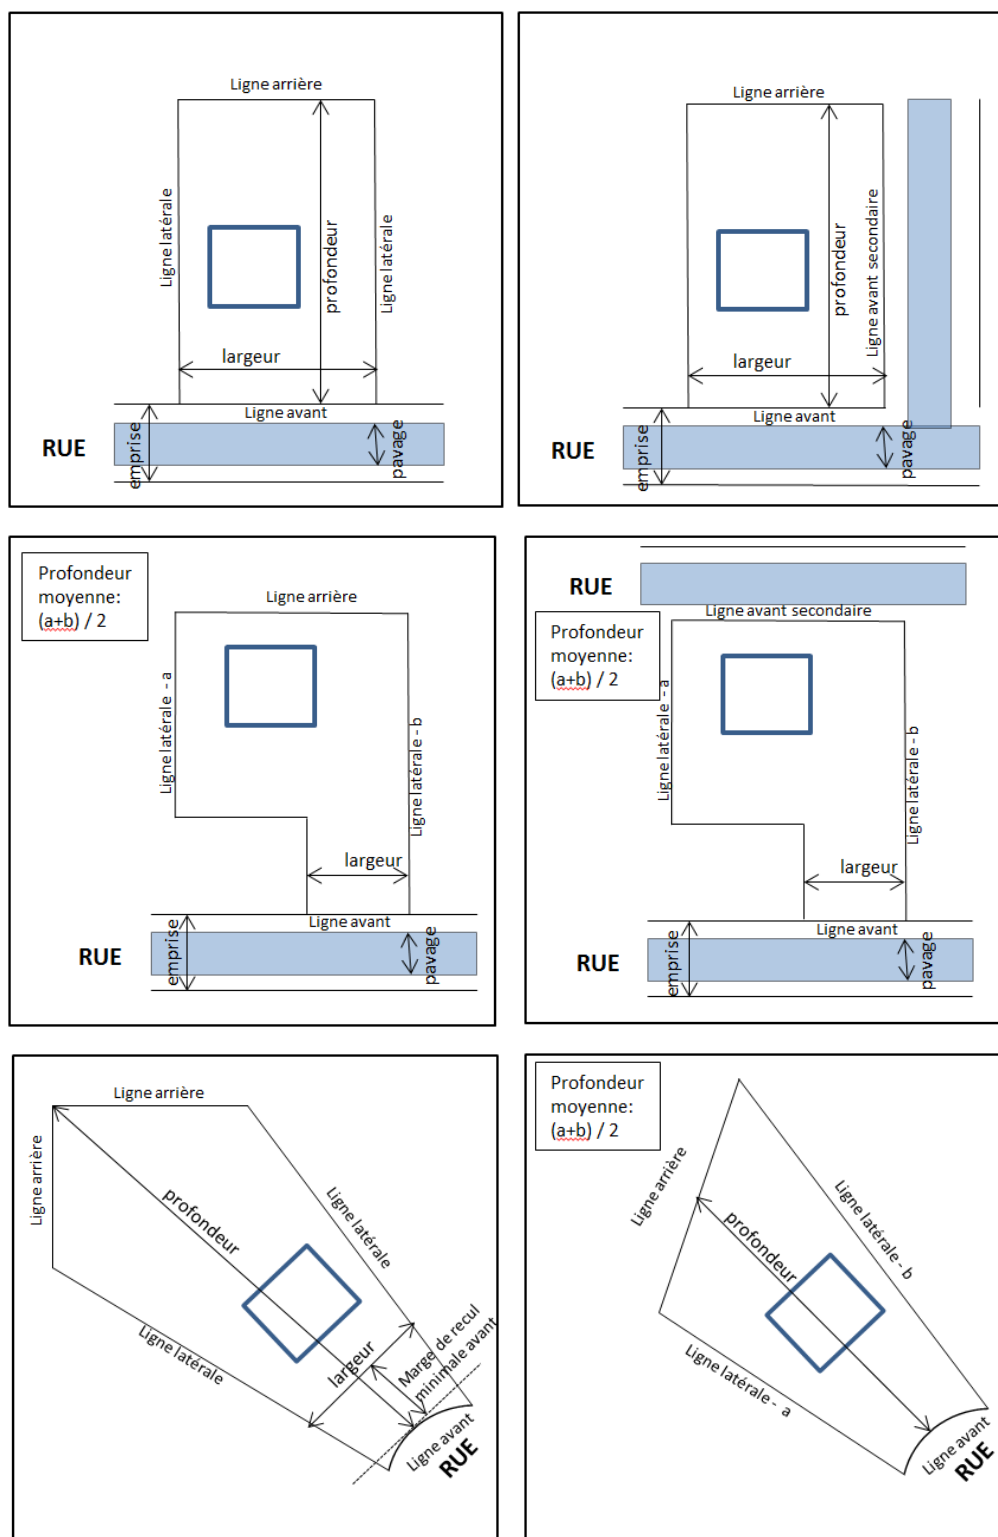 Ligne arrière
Ligne latérale
profondeur
Ligne latérale
largeur
Ligne avant
RUE
emprise
pavage
Ligne arrière
profondeur
Ligne avant secondaire
largeur
Ligne avant
RUE
emprise
pavage
Profondeur
moyenne:
(a+b) / 2
Ligne arrière
Ligne latérale - a
Ligne latérale - b
largeur
Ligne avant
RUE
emprise
pavage
RUE
Ligne avant secondaire
Profondeur
moyenne:
(a+b) / 2
Ligne latérale - a
Ligne latérale - b
largeur
Ligne avant
RUE
emprise
pavage
Ligne arrière
Ligne arrière
profondeur
Ligne latérale
Ligne latérale
largeur
Marge de recul
minimale avant
Ligne avant
RUE
Profondeur
moyenne:
(a+b) / 2
Ligne arrière
profondeur
Ligne latérale - b
Ligne latérale - a
Ligne avant
RUE